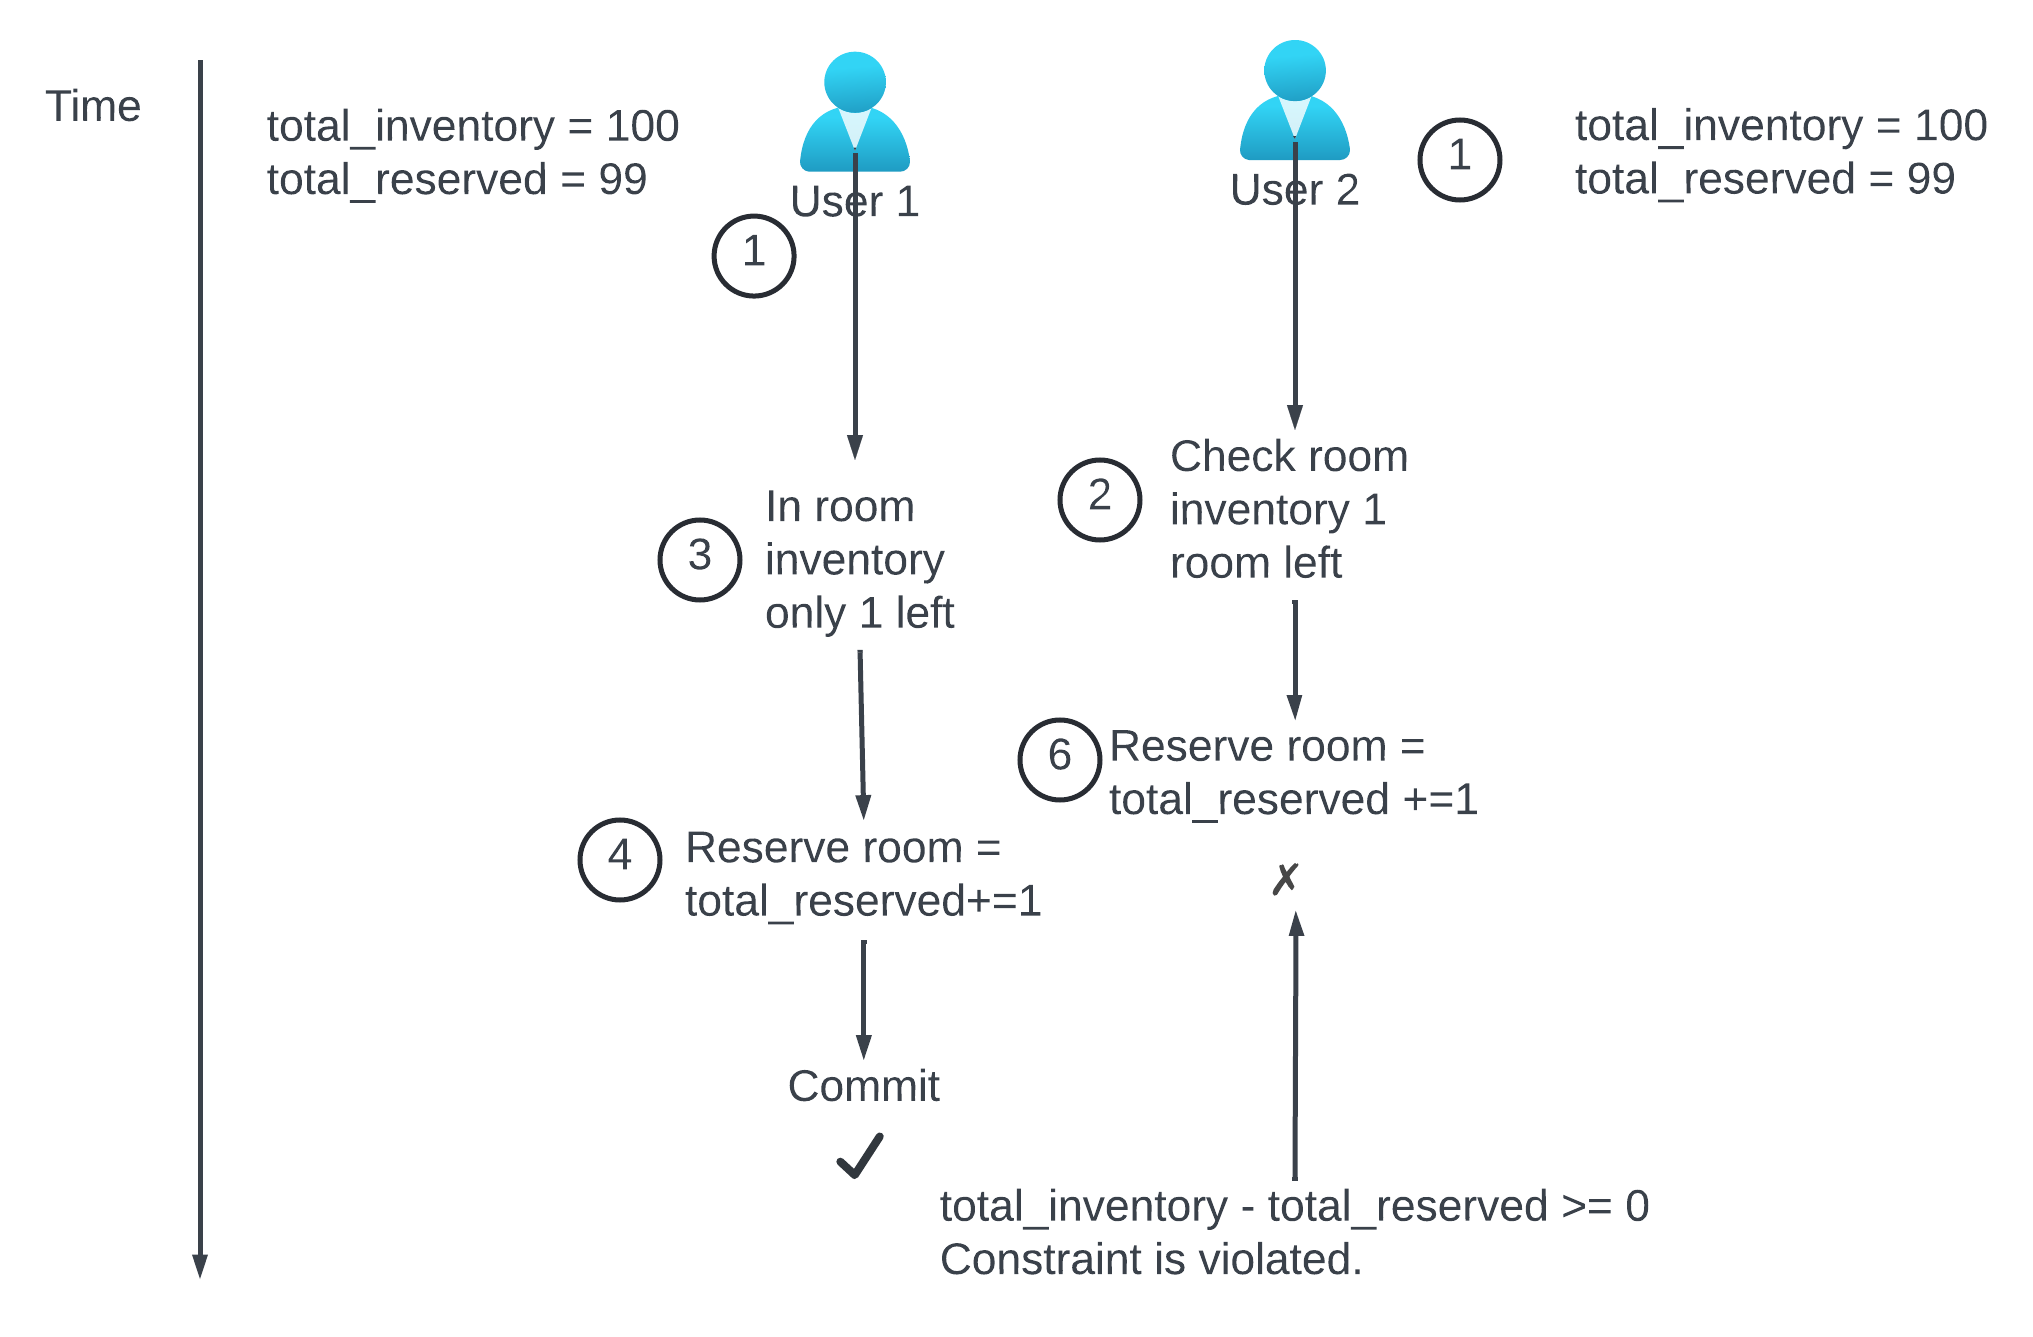 Time
total_inventory = 100
total_reserved = 99
User 1
1
User 2
1
total_inventory = 100
total_reserved = 99
2
Check room
inventory 1
room left
3
In room
inventory
only 1 left
6
Reserve room =
total_reserved +=1
✗
4
Reserve room =
total_reserved+=1
Commit
total_inventory - total_reserved >= 0
Constraint is violated.